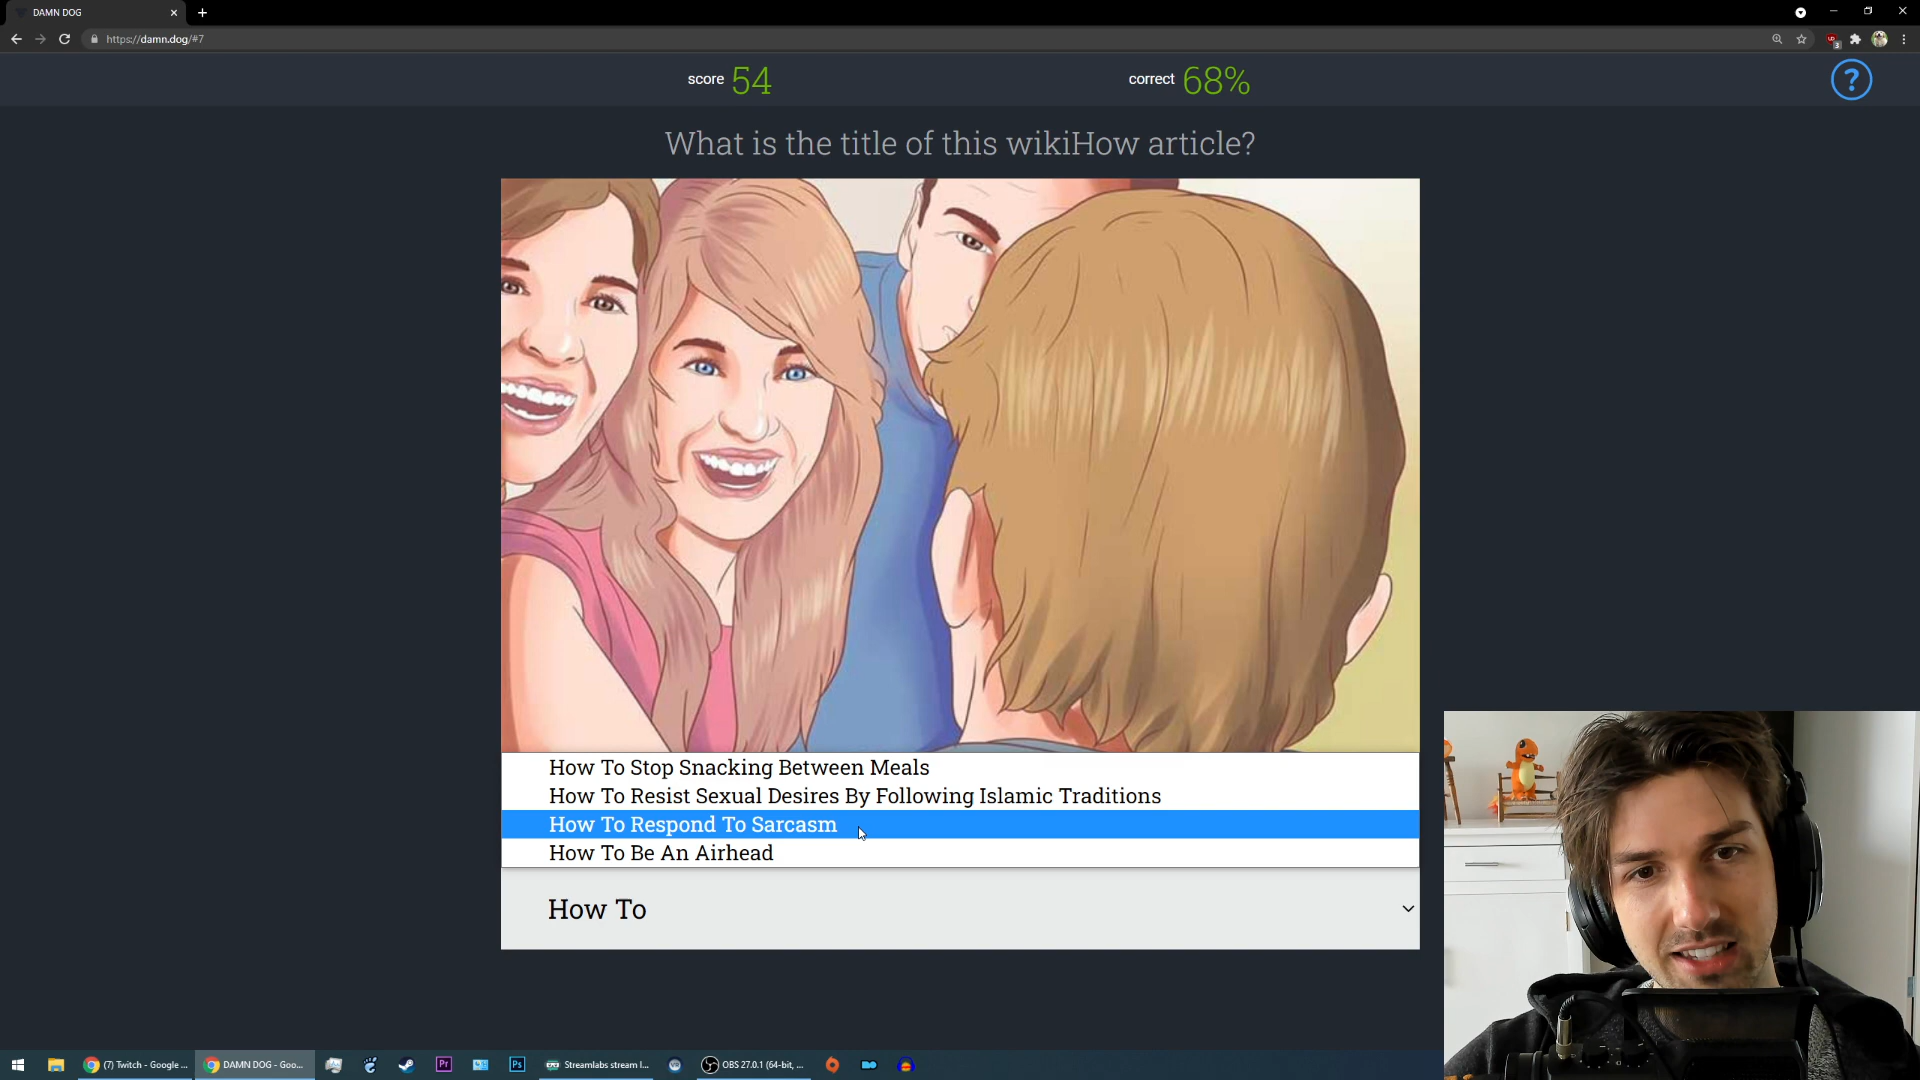 DAMN DOG
https://damn.dog/#7
score 54
correct 68%
?
What is the title of this wikiHow article?
How To Stop Snacking Between Meals
How To Resist Sexual Desires By Following Islamic Traditions
How To Respond To Sarcasm
How To Be An Airhead
How To
(7) Twitch - Google ...
DAMN DOG - Goo...
Pr
Ps
Streamlabs stream l...
OBS 27.0.1 (64-bit, ...